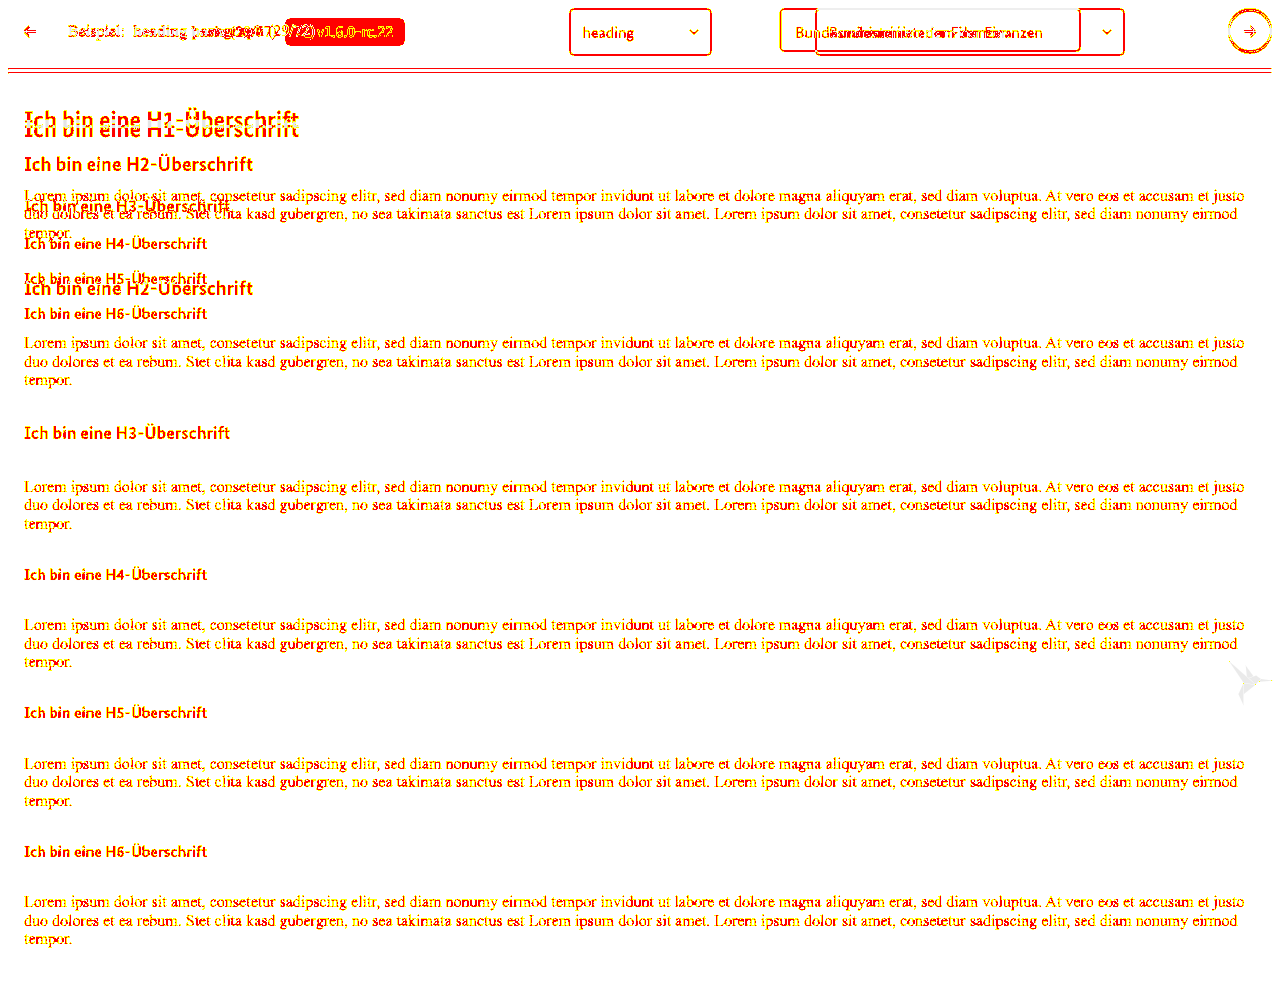 heading
Ich bin eine H1-Überschrift
Ich bin eine H1-Überschrift
Ich bin eine H2-Überschrift
Lorem ipsum dolor sit amet, consetetur sadipscing elitr, sed diam nonumy eirmod tempor invidunt ut labore et dolore magna aliquyam erat, sed diam voluptua. At vero eos et accusam et justo
Ich bin eine H3-Überschrift
duo dolores et ea rebum. Stet clita kasd gubergren, no sea takimata sanctus est Lorem ipsum dolor sit amet. Lorem ipsum dolor sit amet, consetetur sadipscing elitr, sed diam nonumy eirmod
tempor.
Ich bin eine H4-Überschrift
Ich bin eine H5-Überschrift
Ich bin eine H2-Überschrift
Ich bin eine H6-Überschrift
Lorem ipsum dolor sit amet, consetetur sadipscing elitr, sed diam nonumy eirmod tempor invidunt ut labore et dolore magna aliquyam erat, sed diam voluptua. At vero eos et accusam et justo
duo dolores et ea rebum. Stet clita kasd gubergren, no sea takimata sanctus est Lorem ipsum dolor sit amet. Lorem ipsum dolor sit amet, consetetur sadipscing elitr, sed diam nonumy eirmod
tempor.
Ich bin eine H3-Überschrift
Lorem ipsum dolor sit amet, consetetur sadipscing elitr, sed diam nonumy eirmod tempor invidunt ut labore et dolore magna aliquyam erat, sed diam voluptua. At vero eos et accusam et justo
duo dolores et ea rebum. Stet clita kasd gubergren, no sea takimata sanctus est Lorem ipsum dolor sit amet. Lorem ipsum dolor sit amet, consetetur sadipscing elitr, sed diam nonumy eirmod
tempor.
Ich bin eine H4-Überschrift
Lorem ipsum dolor sit amet, consetetur sadipscing elitr, sed diam nonumy eirmod tempor invidunt ut labore et dolore magna aliquyam erat, sed diam voluptua. At vero eos et accusam et justo
duo dolores et ea rebum. Stet clita kasd gubergren, no sea takimata sanctus est Lorem ipsum dolor sit amet. Lorem ipsum dolor sit amet, consetetur sadipscing elitr, sed diam nonumy eirmod
tempor.
Ich bin eine H5-Überschrift
Lorem ipsum dolor sit amet, consetetur sadipscing elitr, sed diam nonumy eirmod tempor invidunt ut labore et dolore magna aliquyam erat, sed diam voluptua. At vero eos et accusam et justo
duo dolores et ea rebum. Stet clita kasd gubergren, no sea takimata sanctus est Lorem ipsum dolor sit amet. Lorem ipsum dolor sit amet, consetetur sadipscing elitr, sed diam nonumy eirmod
tempor.
Ich bin eine H6-Überschrift
Lorem ipsum dolor sit amet, consetetur sadipscing elitr, sed diam nonumy eirmod tempor invidunt ut labore et dolore magna aliquyam erat, sed diam voluptua. At vero eos et accusam et justo
duo dolores et ea rebum. Stet clita kasd gubergren, no sea takimata sanctus est Lorem ipsum dolor sit amet. Lorem ipsum dolor sit amet, consetetur sadipscing elitr, sed diam nonumy eirmod
tempor.